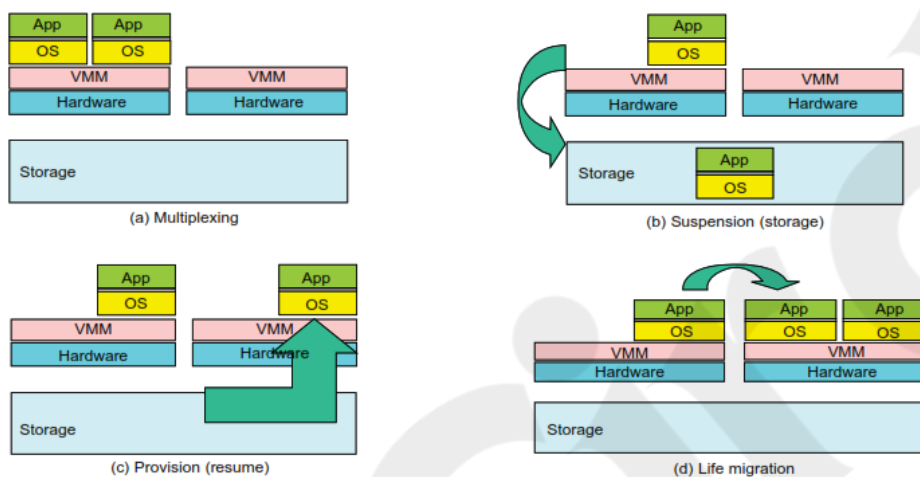 App App
OS OS
VMM VMM
Hardware Hardware
Storage
(a) Multiplexing
App
OS
VMM VMM
Hardware Hardware
Storage
App
OS
(b) Suspension (storage)
App App
OS OS
VMM VMM
Hardware Hardware
Storage
(c) Provision (resume)
App App App
OS OS OS
VMM VMM
Hardware Hardware
Storage
(d) Life migration